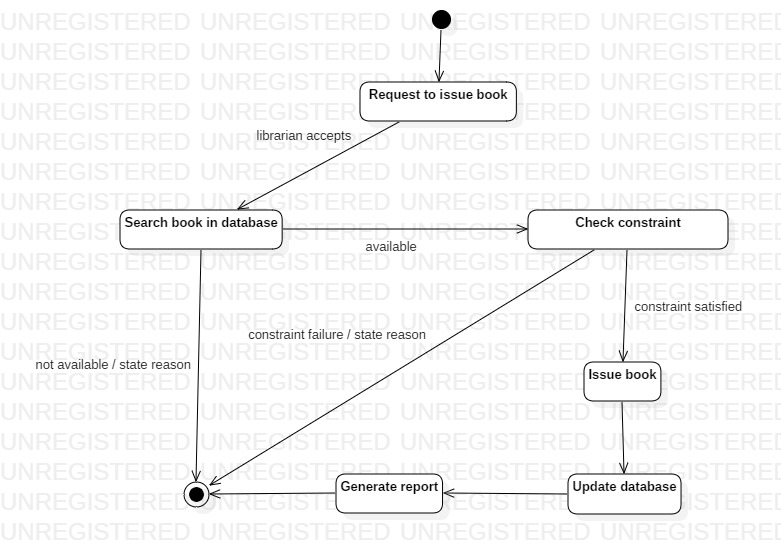 UNREGISTERED UNREGISTERED UNREGISTERED UNREGISTERED
Request to issue book
librarian accepts
Search book in database
Check constraint
available
constraint satisfied
constraint failure / state reason
not available / state reason
Issue book
Generate report
Update database